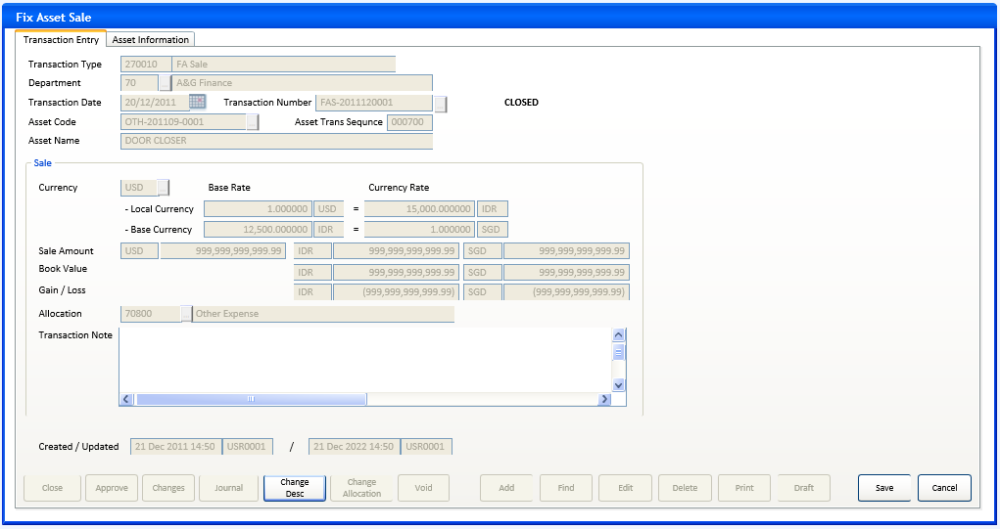 Fix Asset Sale
Transaction Entry Asset Information
Transaction Type 270010 FA Sale
Department 70 ... A&G Finance
Transaction Date 20/12/2011 Transaction Number FAS-2011120001 ... CLOSED
Asset Code OTH-201109-0001 ... Asset Trans Sequnce 000700
Asset Name DOOR CLOSER
Sale
Currency USD ... Base Rate Currency Rate
- Local Currency 1.000000 USD = 15,000.000000 IDR
- Base Currency 12,500.000000 IDR = 1.000000 SGD
Sale Amount USD 999,999,999,999.99 IDR 999,999,999,999.99 SGD 999,999,999,999.99
Book Value IDR 999,999,999,999.99 SGD 999,999,999,999.99
Gain / Loss IDR (999,999,999,999.99) SGD (999,999,999,999.99)
Allocation 70800 ... Other Expense
Transaction Note
Created / Updated 21 Dec 2011 14:50 USR0001 / 21 Dec 2022 14:50 USR0001
Close Approve Changes Journal Change Desc Change Allocation Void Add Find Edit Delete Print Draft Save Cancel